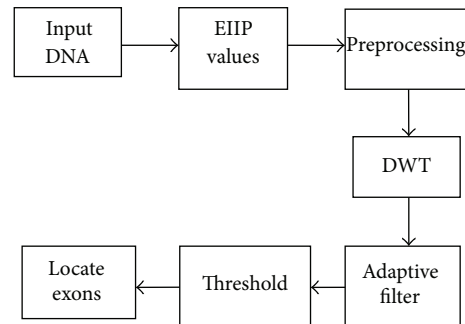 Input
DNA
EIIP
values
Preprocessing
DWT
Adaptive
filter
Threshold
Locate
exons